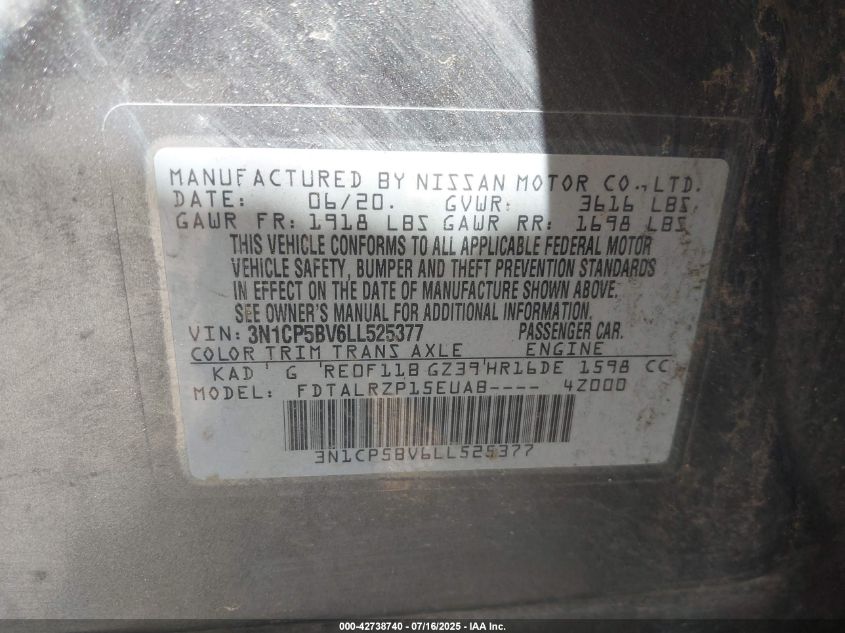 MANUFACTURED BY NISSAN MOTOR CO., LTD.
DATE: 06/20. GVWR: 3616 LBS
GAWR FR: 1918 LBS GAWR RR: 1698 LBS
THIS VEHICLE CONFORMS TO ALL APPLICABLE FEDERAL MOTOR
VEHICLE SAFETY, BUMPER AND THEFT PREVENTION STANDARDS
IN EFFECT ON THE DATE OF MANUFACTURE SHOWN ABOVE.
SEE OWNER'S MANUAL FOR ADDITIONAL INFORMATION
VIN: 3N1CP5BV6LL525377 PASSENGER CAR.
COLOR TRIM TRANS AXLE ENGINE
KAD ' G 'RE0F11B GZ39'HR16DE 1598 CC
MODEL: FDTALRZP15EUAB---- 4Z000
3N1CP5BV6LL525377
000-42738740 - 07/16/2025 - IAA Inc.